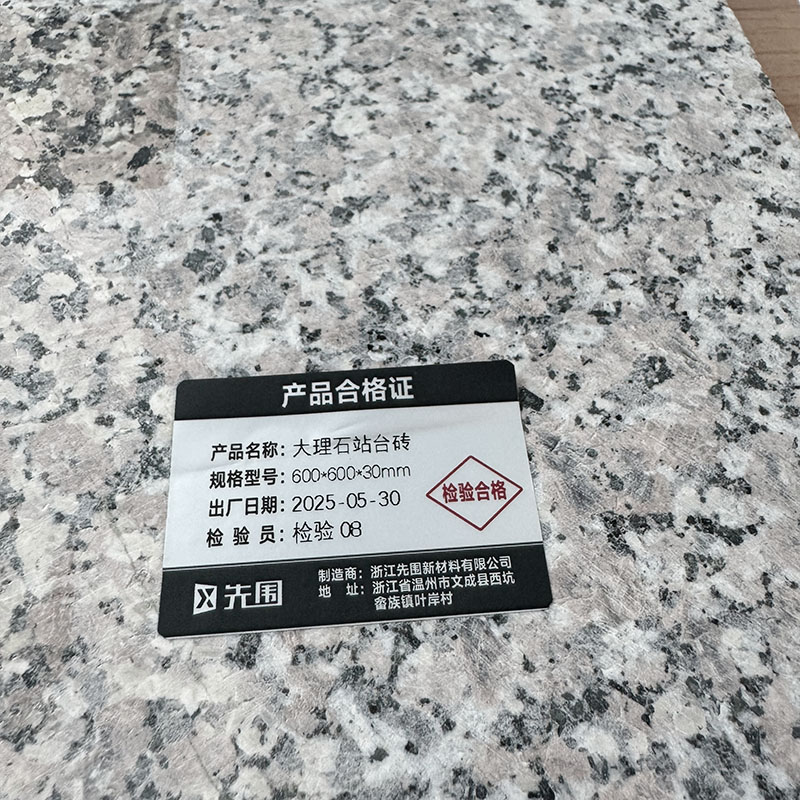 产品合格证
产品名称：大理石站台砖
规格型号：600*600*30mm
出厂日期：2025-05-30
检 验 员：检验 08
检验合格
先围
制造商：浙江先围新材料有限公司
地 址：浙江省温州市文成县西坑
畲族镇叶岸村